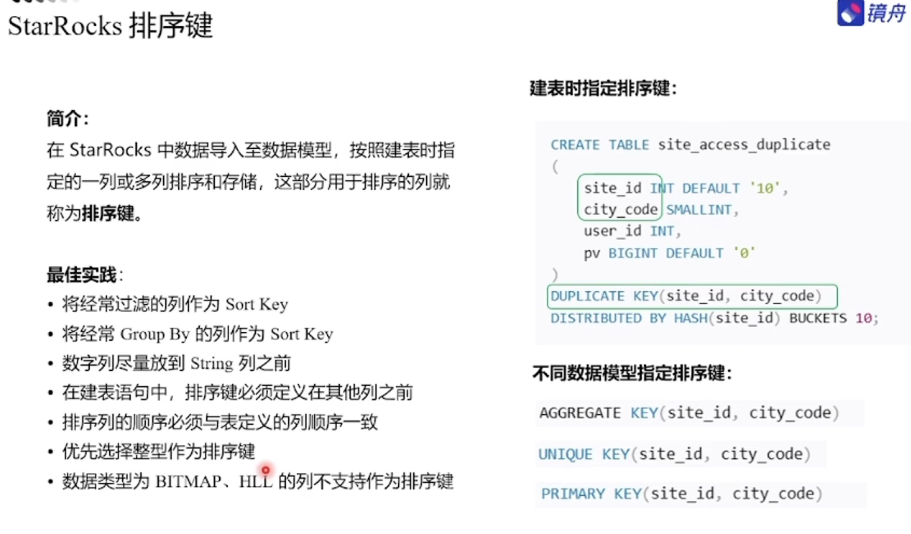 StarRocks 排序键
镜舟
简介：
在 StarRocks 中数据导入至数据模型，按照建表时指
定的一列或多列排序和存储，这部分用于排序的列就
称为排序键。
最佳实践：
• 将经常过滤的列作为 Sort Key
• 将经常 Group By 的列作为 Sort Key
• 数字列尽量放到 String 列之前
• 在建表语句中，排序键必须定义在其他列之前
• 排序列的顺序必须与表定义的列顺序一致
• 优先选择整型作为排序键
• 数据类型为 BITMAP、HLL 的列不支持作为排序键
建表时指定排序键：
CREATE TABLE site_access_duplicate
(
site_id INT DEFAULT '10',
city_code SMALLINT,
user_id INT,
pv BIGINT DEFAULT '0'
)
DUPLICATE KEY(site_id, city_code)
DISTRIBUTED BY HASH(site_id) BUCKETS 10;
不同数据模型指定排序键：
AGGREGATE KEY(site_id, city_code)
UNIQUE KEY(site_id, city_code)
PRIMARY KEY(site_id, city_code)